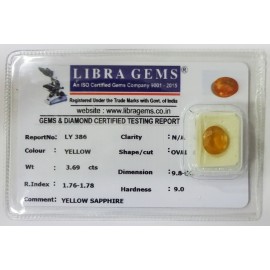 LIBRA GEMS
An ISO Certified Gems Company 9001 - 2015
Registered Under the Trade Marks with Govt. of India
website : www.libragems.co.in
GEMS & DIAMOND CERTIFIED TESTING REPORT
ReportNo: LY 386 Clarity N/A
Colour YELLOW Shape/cut OVAL
Wt 3.69 cts Dimension
R.Index 1.76-1.78 Hardness 9.0
COMMENT YELLOW SAPPHIRE